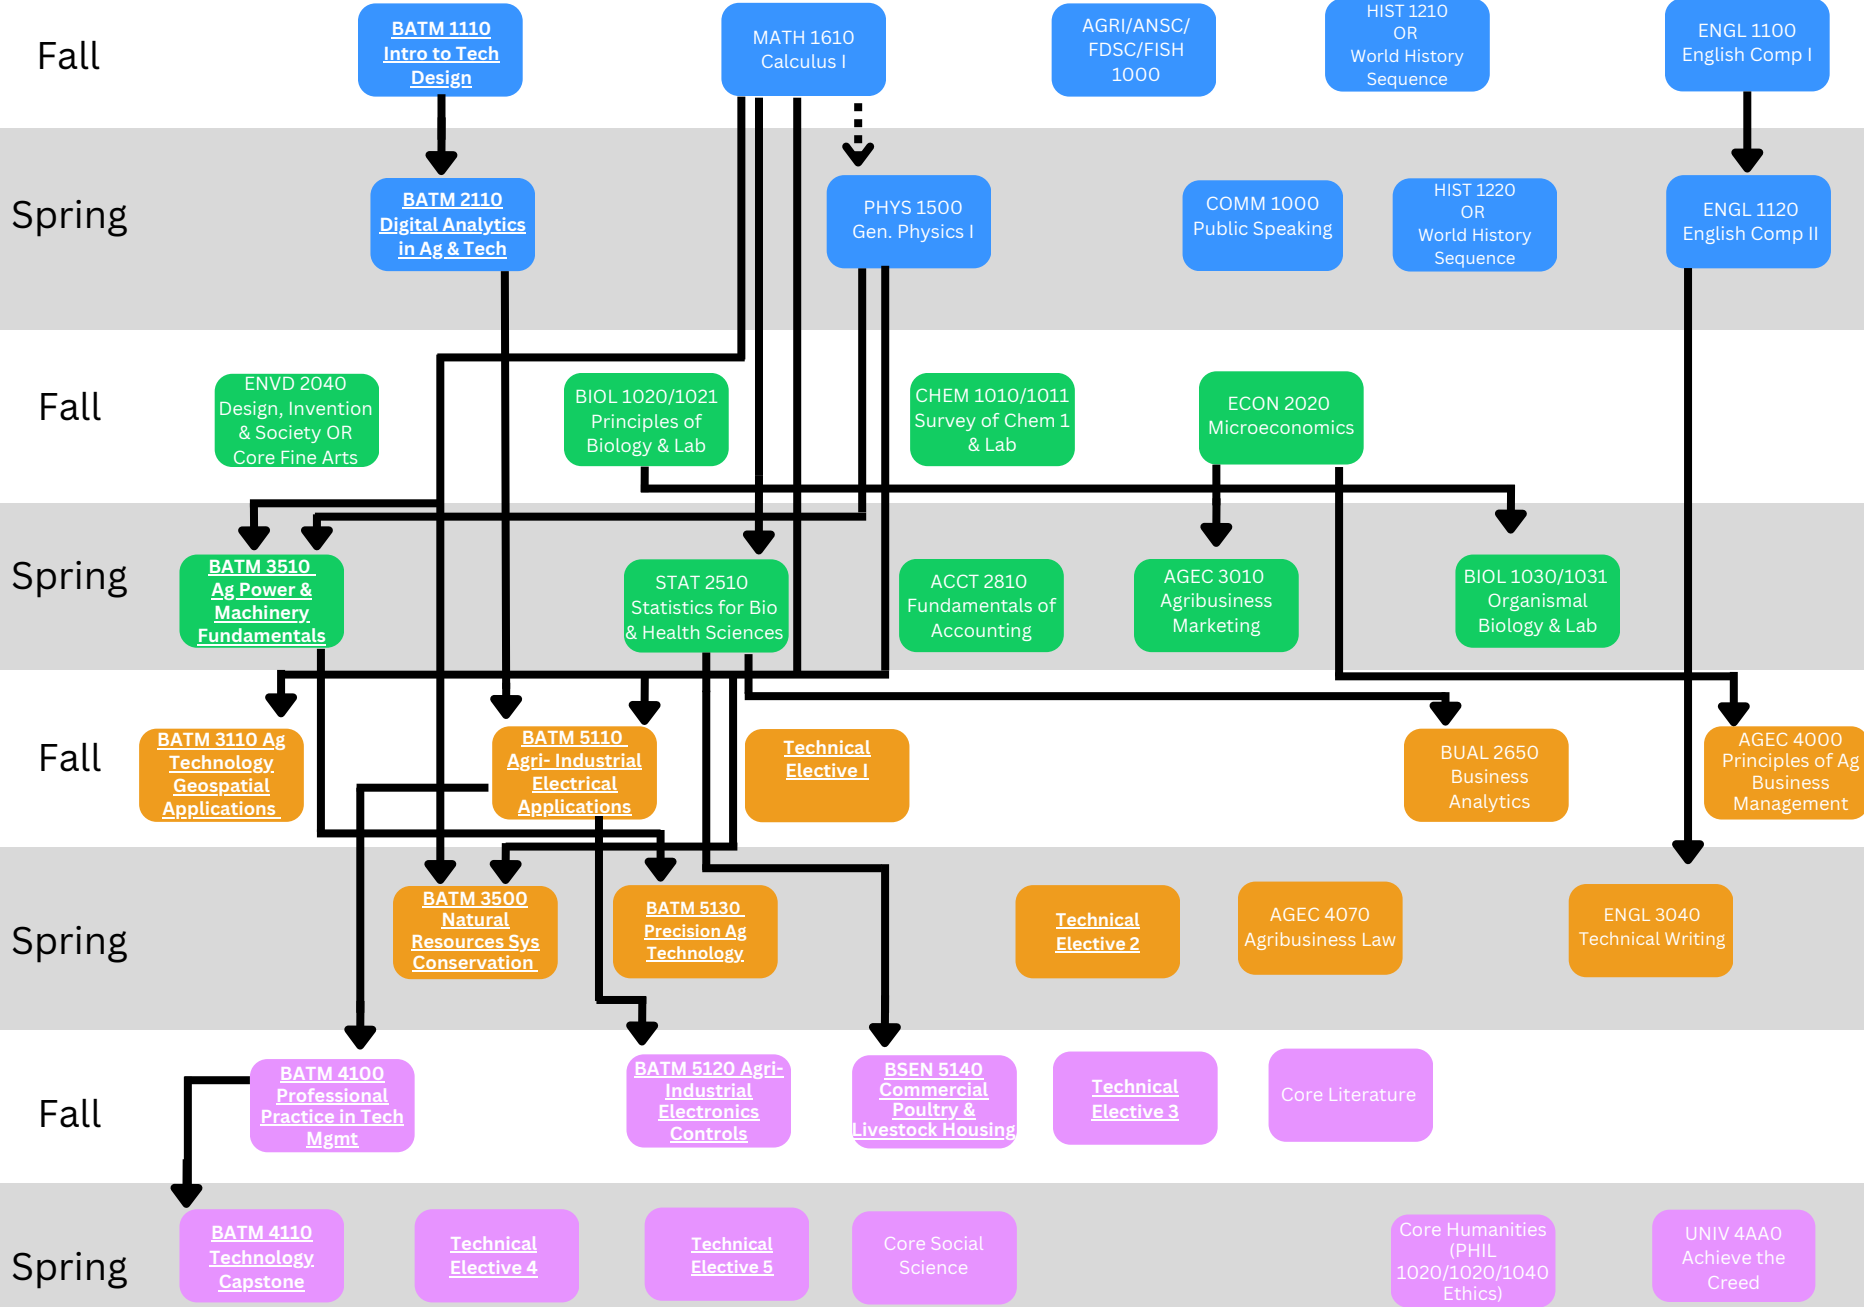 Fall
BATM 1110
Intro to Tech
Design
MATH 1610
Calculus I
AGRI/ANSC/
FDSC/FISH
1000
HIST 1210
OR
World History
Sequence
ENGL 1100
English Comp I
Spring
BATM 2110
Digital Analytics
in Ag & Tech
PHYS 1500
Gen. Physics I
COMM 1000
Public Speaking
HIST 1220
OR
World History
Sequence
ENGL 1120
English Comp II
Fall
ENVD 2040
Design, Invention
& Society OR
Core Fine Arts
BIOL 1020/1021
Principles of
Biology & Lab
CHEM 1010/1011
Survey of Chem 1
& Lab
ECON 2020
Microeconomics
Spring
BATM 3510
Ag Power &
Machinery
Fundamentals
STAT 2510
Statistics for Bio
& Health Sciences
ACCT 2810
Fundamentals of
Accounting
AGEC 3010
Agribusiness
Marketing
BIOL 1030/1031
Organismal
Biology & Lab
Fall
BATM 3110 Ag
Technology
Geospatial
Applications
BATM 5110
Agri- Industrial
Electrical
Applications
Technical
Elective I
BUAL 2650
Business
Analytics
AGEC 4000
Principles of Ag
Business
Management
Spring
BATM 3500
Natural
Resources Sys
Conservation
BATM 5130
Precision Ag
Technology
Technical
Elective 2
AGEC 4070
Agribusiness Law
ENGL 3040
Technical Writing
Fall
BATM 4100
Professional
Practice in Tech
Mgmt
BATM 5120 Agri-
Industrial
Electronics
Controls
BSEN 5140
Commercial
Poultry &
Livestock Housing
Technical
Elective 3
Core Literature
Spring
BATM 4110
Technology
Capstone
Technical
Elective 4
Technical
Elective 5
Core Social
Science
Core Humanities
(PHIL
1020/1020/1040
Ethics)
UNIV 4AA0
Achieve the
Creed